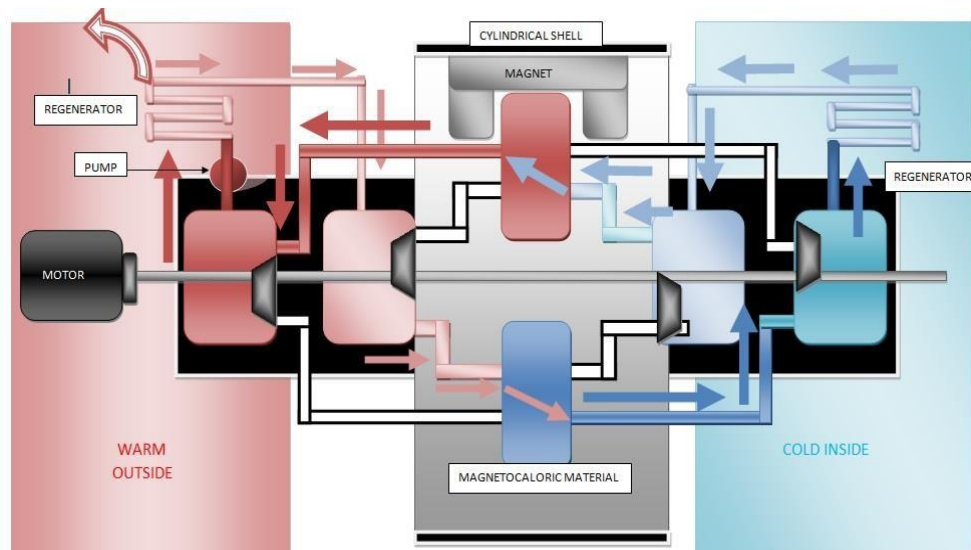 CYLINDRICAL SHELL
MAGNET
REGENERATOR
PUMP
REGENERATOR
MOTOR
WARM
OUTSIDE
COLD INSIDE
MAGNETOCALORIC MATERIAL